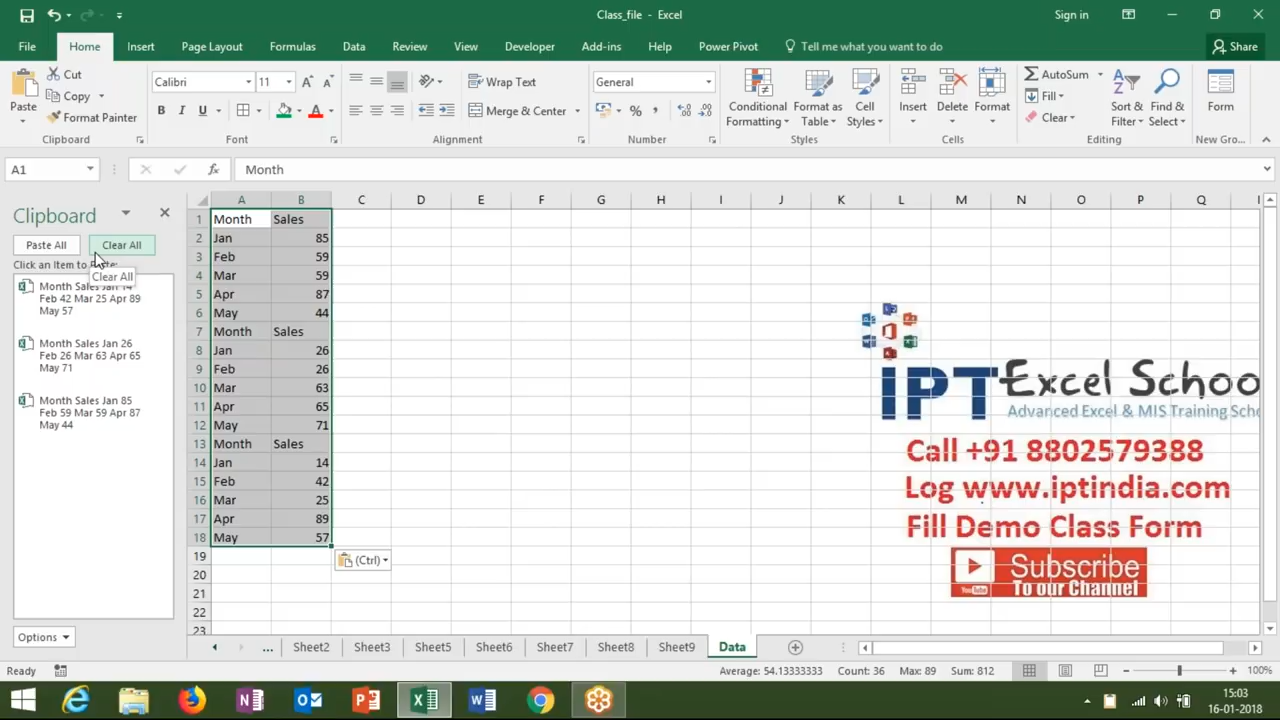 Class_file - Excel
Sign in
File Home Insert Page Layout Formulas Data Review View Developer Add-ins Help Power Pivot Tell me what you want to do Share
Paste
Cut
Copy
Format Painter
Clipboard
Calibri 11
B I U
Font
Wrap Text
Merge & Center
Alignment
General
Number
Conditional Formatting
Format as Table
Cell Styles
Styles
Insert
Delete
Format
Cells
AutoSum
Fill
Clear
Sort & Filter
Find & Select
Editing
Form
New Gro...
A1
fx
Month
Clipboard
Paste All
Clear All
Click an Item to
Clear All
Month Sales Jan 14
Feb 42 Mar 25 Apr 89
May 57
Month Sales Jan 26
Feb 26 Mar 63 Apr 65
May 71
Month Sales Jan 85
Feb 59 Mar 59 Apr 87
May 44
Options
A B C D E F G H I J K L M N O P Q
1 Month Sales
2 Jan 85
3 Feb 59
4 Mar 59
5 Apr 87
6 May 44
7 Month Sales
8 Jan 26
9 Feb 26
10 Mar 63
11 Apr 65
12 May 71
13 Month Sales
14 Jan 14
15 Feb 42
16 Mar 25
17 Apr 89
18 May 57
19
20
21
22
23
(Ctrl)
IPT Excel Schoo
Advanced Excel & MIS Training Scho
Call +91 8802579388
Log www.iptindia.com
Fill Demo Class Form
Subscribe
YouTube To our Channel
... Sheet2 Sheet3 Sheet5 Sheet6 Sheet7 Sheet8 Sheet9 Data
Ready
Average: 54.13333333 Count: 36 Max: 89 Sum: 812
100%
15:03
16-01-2018